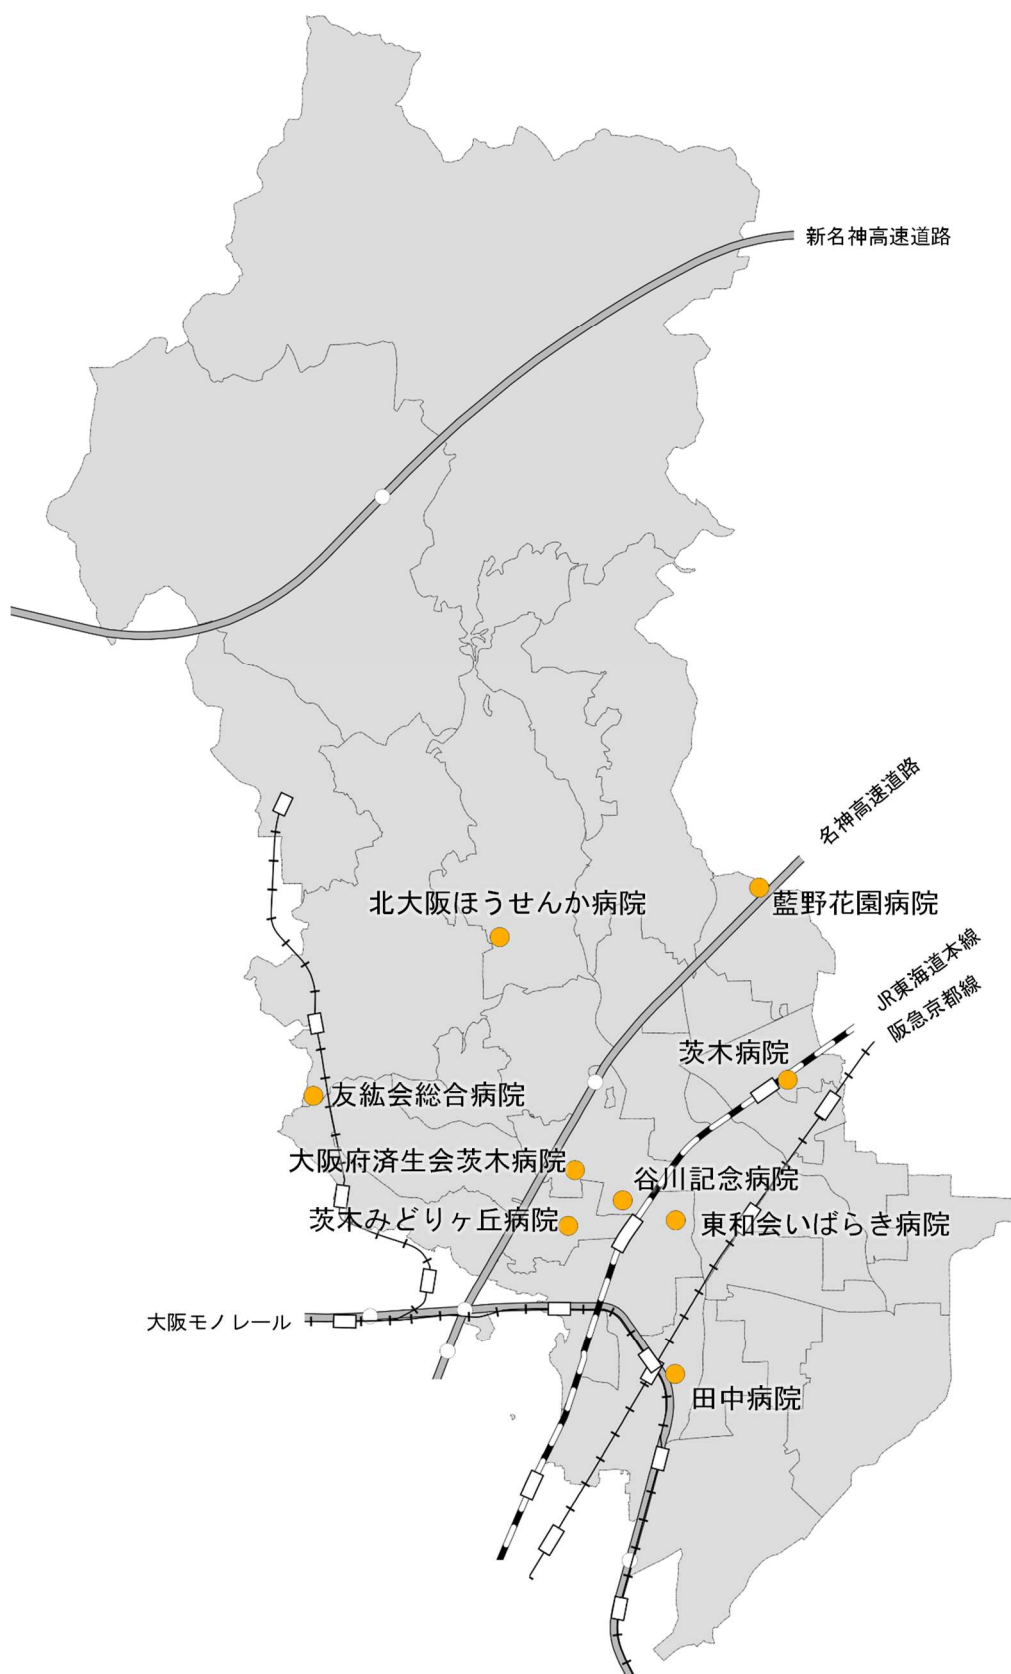 新名神高速道路
名神高速道路
北大阪ほうせんか病院
藍野花園病院
JR東海道本線
阪急京都線
茨木病院
友紘会総合病院
大阪府済生会茨木病院
谷川記念病院
茨木みどりヶ丘病院
東和会いばらき病院
大阪モノレール
田中病院